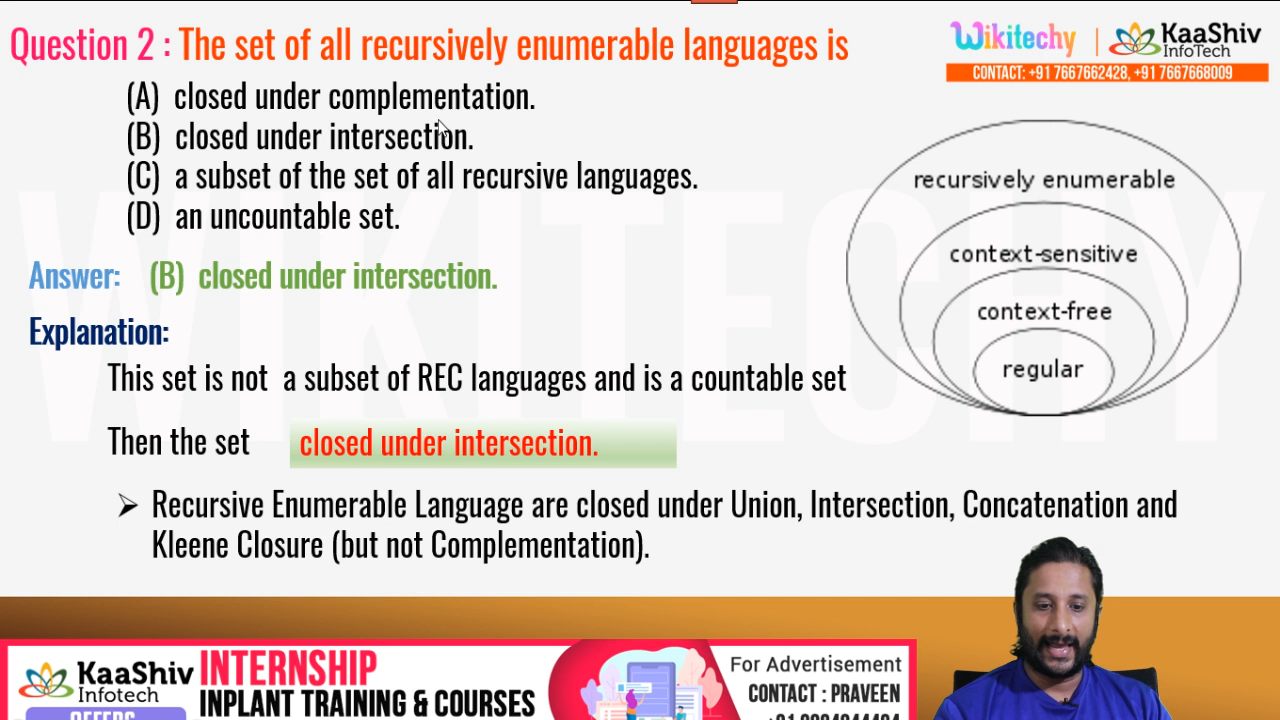 Question 2 : The set of all recursively enumerable languages is
Wikitechy | KaaShiv InfoTech
CONTACT: +91 7667662428, +91 7667668009
(A) closed under complementation.
(B) closed under intersection.
(C) a subset of the set of all recursive languages.
(D) an uncountable set.
Answer: (B) closed under intersection.
Explanation:
This set is not a subset of REC languages and is a countable set
Then the set closed under intersection.
➢ Recursive Enumerable Language are closed under Union, Intersection, Concatenation and
Kleene Closure (but not Complementation).
recursively enumerable
context-sensitive
context-free
regular
WIKITECHY
KaaShiv
Infotech
OFFERS
INTERNSHIP
INPLANT TRAINING & COURSES
For Advertisement
CONTACT : PRAVEEN